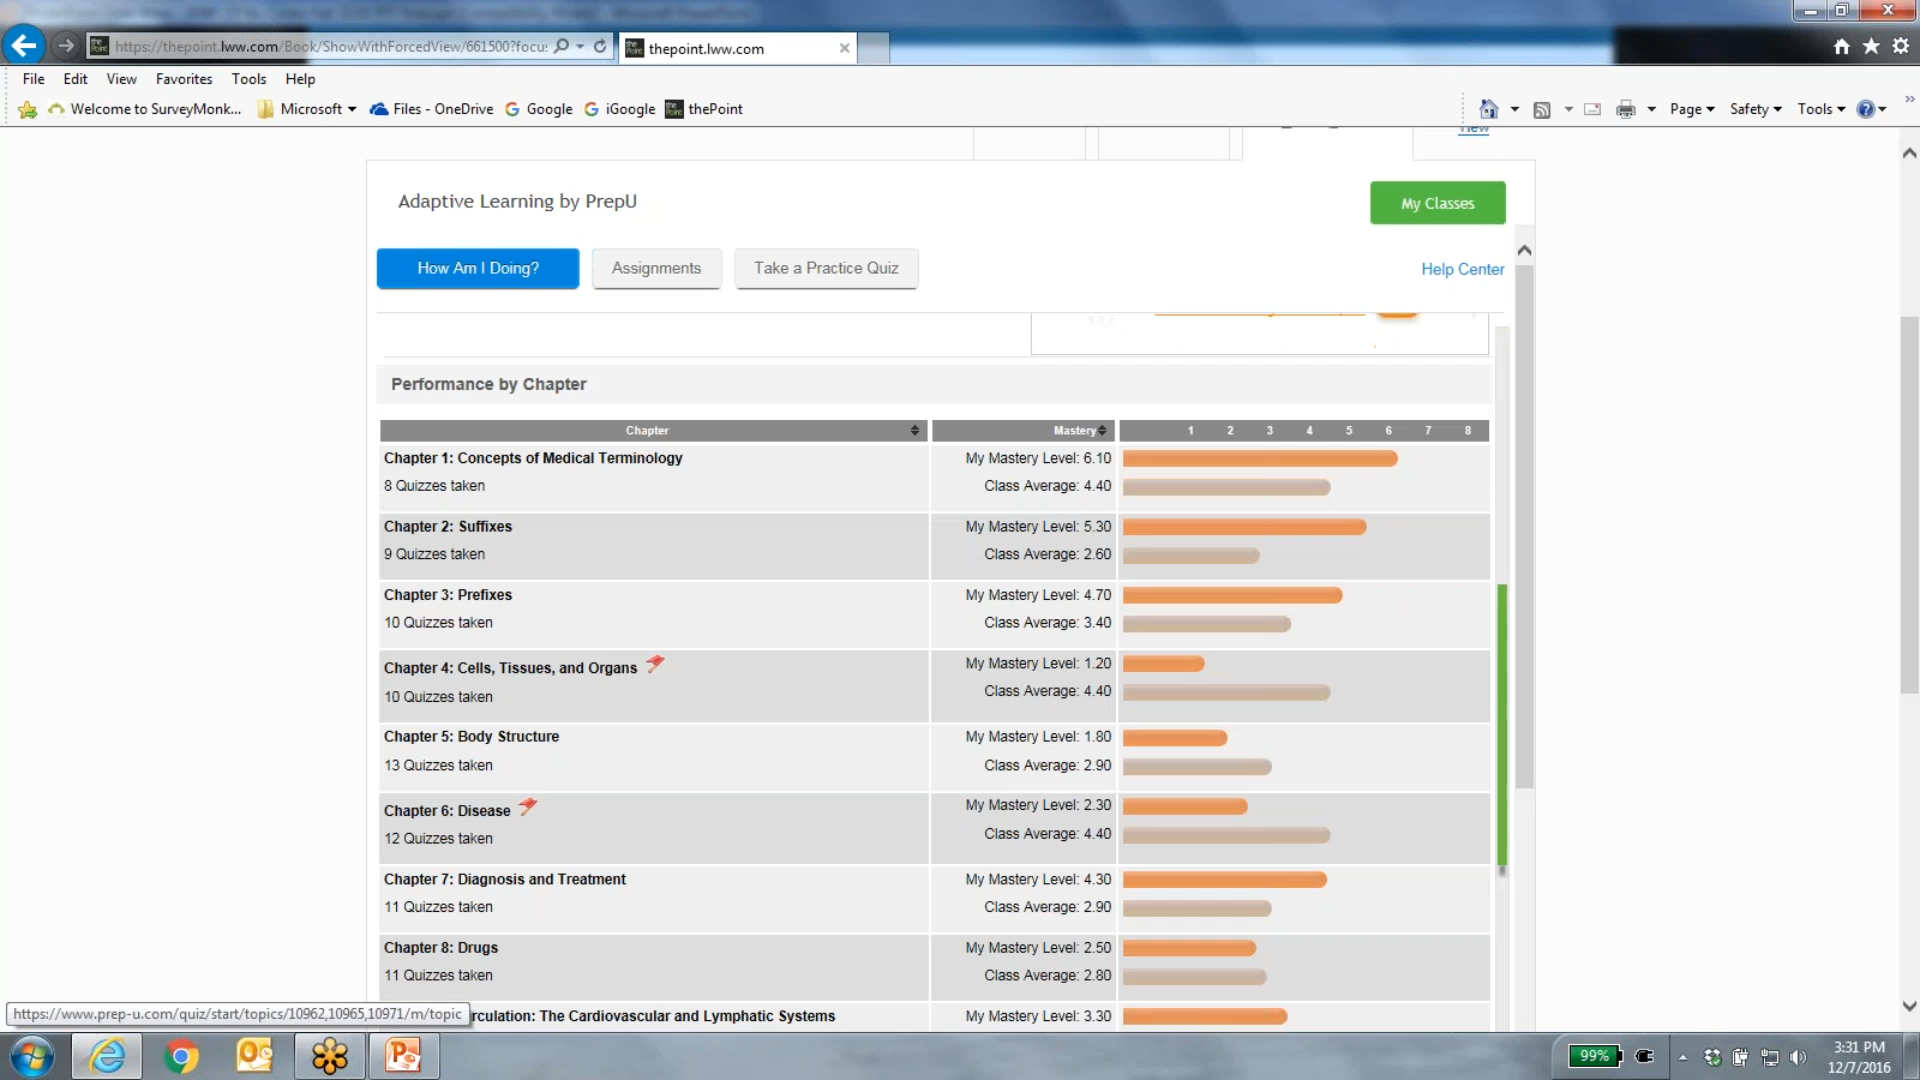 https://thepoint.lww.com/Book/ShowWithForcedView/661500?focu:
thepoint.lww.com
File Edit View Favorites Tools Help
Welcome to SurveyMonk... Microsoft Files - OneDrive Google iGoogle thePoint Page Safety Tools
View
Adaptive Learning by PrepU
My Classes
How Am I Doing? Assignments Take a Practice Quiz Help Center
Performance by Chapter
Chapter Mastery 1 2 3 4 5 6 7 8
Chapter 1: Concepts of Medical Terminology My Mastery Level: 6.10
8 Quizzes taken Class Average: 4.40
Chapter 2: Suffixes My Mastery Level: 5.30
9 Quizzes taken Class Average: 2.60
Chapter 3: Prefixes My Mastery Level: 4.70
10 Quizzes taken Class Average: 3.40
Chapter 4: Cells, Tissues, and Organs My Mastery Level: 1.20
10 Quizzes taken Class Average: 4.40
Chapter 5: Body Structure My Mastery Level: 1.80
13 Quizzes taken Class Average: 2.90
Chapter 6: Disease My Mastery Level: 2.30
12 Quizzes taken Class Average: 4.40
Chapter 7: Diagnosis and Treatment My Mastery Level: 4.30
11 Quizzes taken Class Average: 2.90
Chapter 8: Drugs My Mastery Level: 2.50
11 Quizzes taken Class Average: 2.80
https://www.prep-u.com/quiz/start/topics/10962,10965,10971/m/topic
rculation: The Cardiovascular and Lymphatic Systems My Mastery Level: 3.30
99%
3:31 PM
12/7/2016